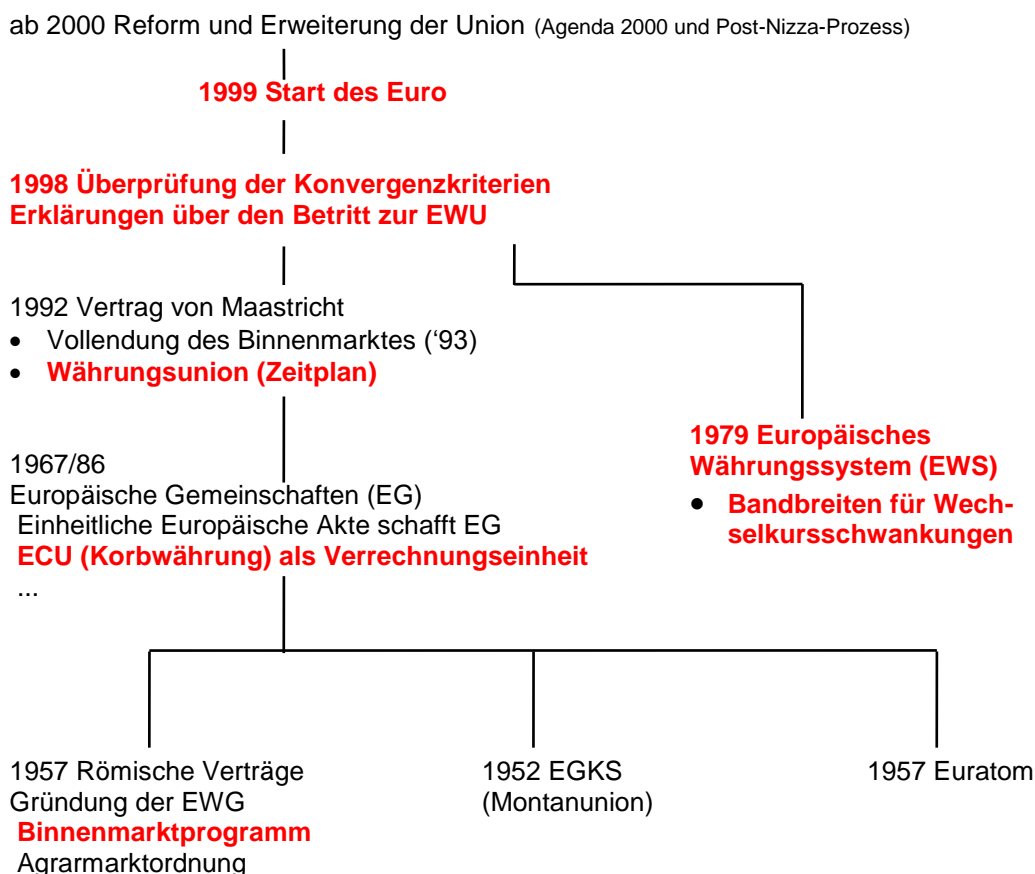 ab 2000 Reform und Erweiterung der Union (Agenda 2000 und Post-Nizza-Prozess)
1999 Start des Euro
1998 Überprüfung der Konvergenzkriterien
Erklärungen über den Betritt zur EWU
1992 Vertrag von Maastricht
• Vollendung des Binnenmarktes (‘93)
• Währungsunion (Zeitplan)
1979 Europäisches
Währungssystem (EWS)
• Bandbreiten für Wech-
selkursschwankungen
1967/86
Europäische Gemeinschaften (EG)
Einheitliche Europäische Akte schafft EG
ECU (Korbwährung) als Verrechnungseinheit
...
1957 Römische Verträge
Gründung der EWG
Binnenmarktprogramm
Agrarmarktordnung
1952 EGKS
(Montanunion)
1957 Euratom